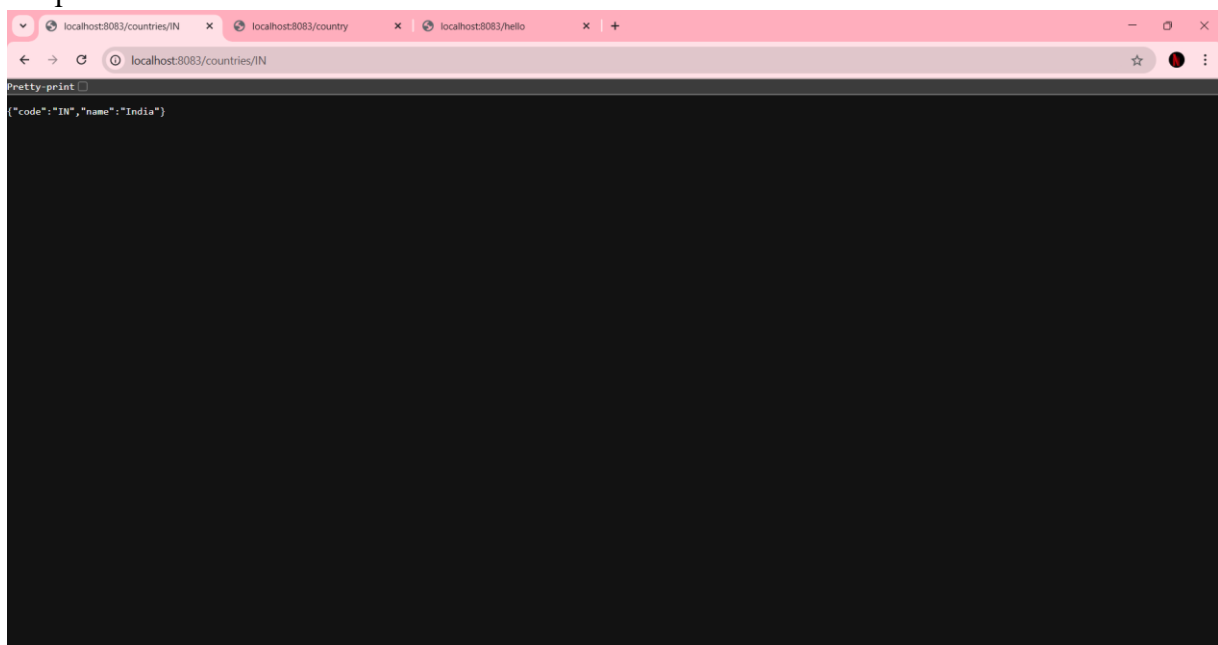 localhost:8083/countries/IN localhost:8083/country localhost:8083/hello
localhost:8083/countries/IN
Pretty-print
{"code":"IN","name":"India"}